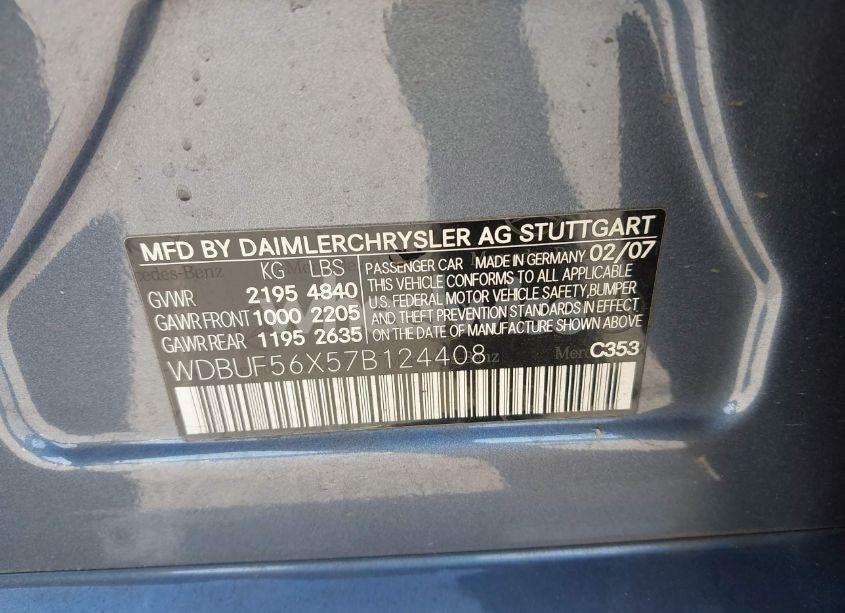 MFD BY DAIMLERCHRYSLER AG STUTTGART
KG LBS
GVWR 2195 4840
GAWR FRONT 1000 2205
GAWR REAR 1195 2635
PASSENGER CAR MADE IN GERMANY 02/07
THIS VEHICLE CONFORMS TO ALL APPLICABLE
U.S. FEDERAL MOTOR VEHICLE SAFETY, BUMPER
AND THEFT PREVENTION STANDARDS IN EFFECT
ON THE DATE OF MANUFACTURE SHOWN ABOVE
WDBUF56X57B124408
C353